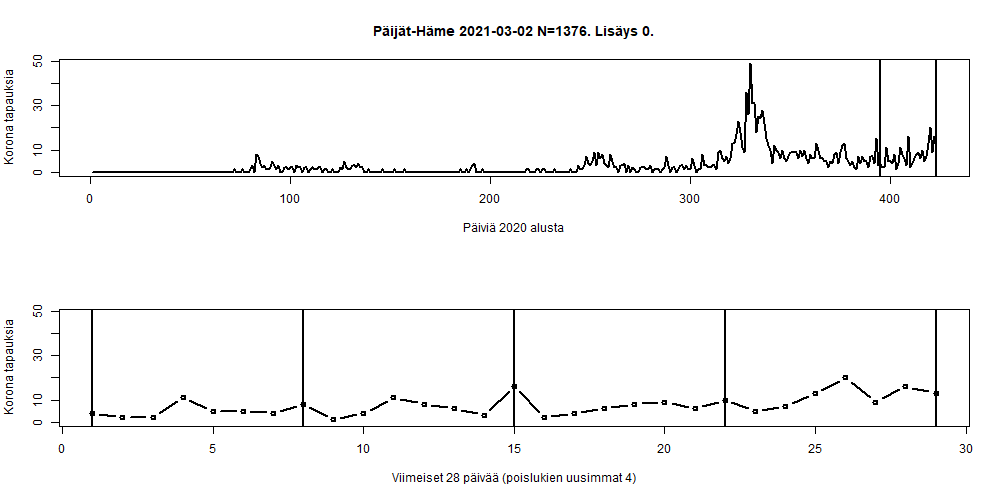 Päijät-Häme 2021-03-02 N=1376. Lisäys 0.
Korona tapauksia
50
30
10
0
0 100 200 300 400
Päiviä 2020 alusta
Korona tapauksia
50
30
10
0
0 5 10 15 20 25 30
Viimeiset 28 päivää (poislukien uusimmat 4)